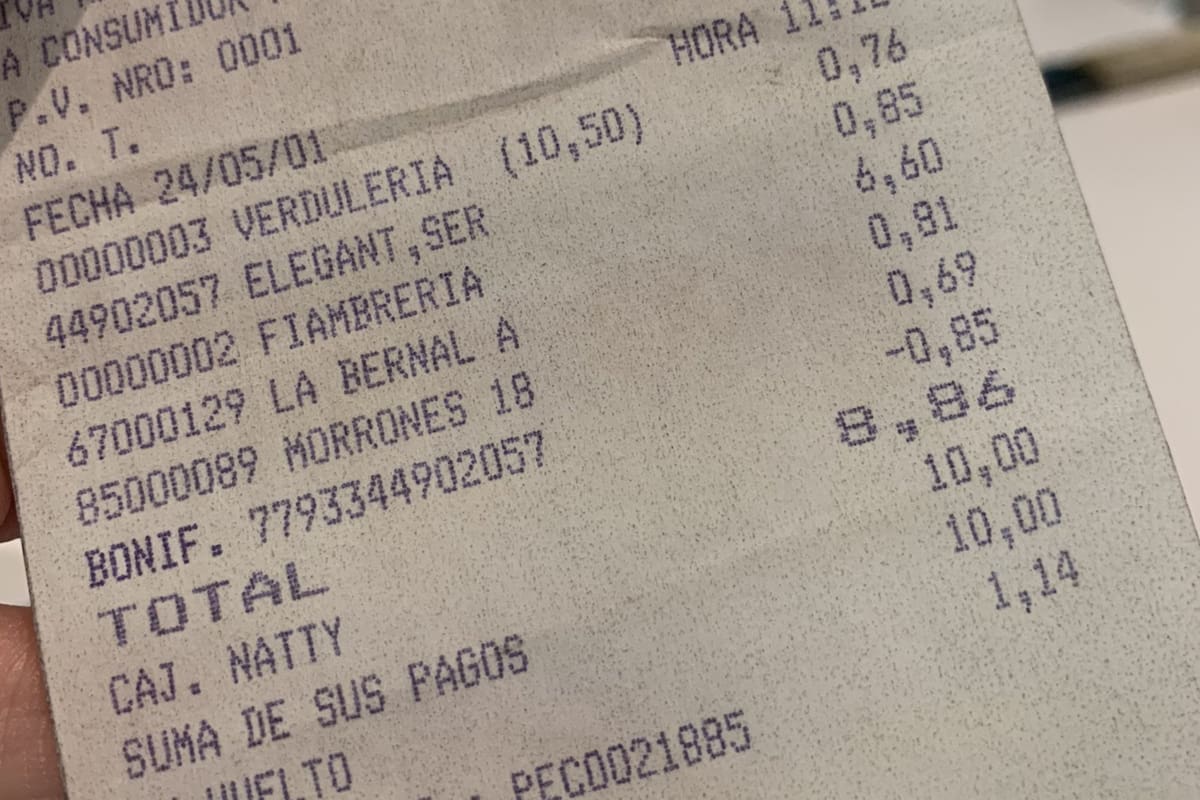 IVA
A CONSUMIDOR
P.V. NRO: 0001
NO. T.
FECHA 24/05/01 HORA
00000003 VERDULERIA (10,50) 0,76
44902057 ELEGANT,SER 0,85
00000002 FIAMBRERIA 6,60
67000129 LA BERNAL A 0,81
85000089 MORRONES 18 0,69
BONIF. 7793344902057 -0,85
TOTAL 8,86
CAJ. NATTY 10,00
SUMA DE SUS PAGOS 10,00
VUELTO 1,14
PEC0021885